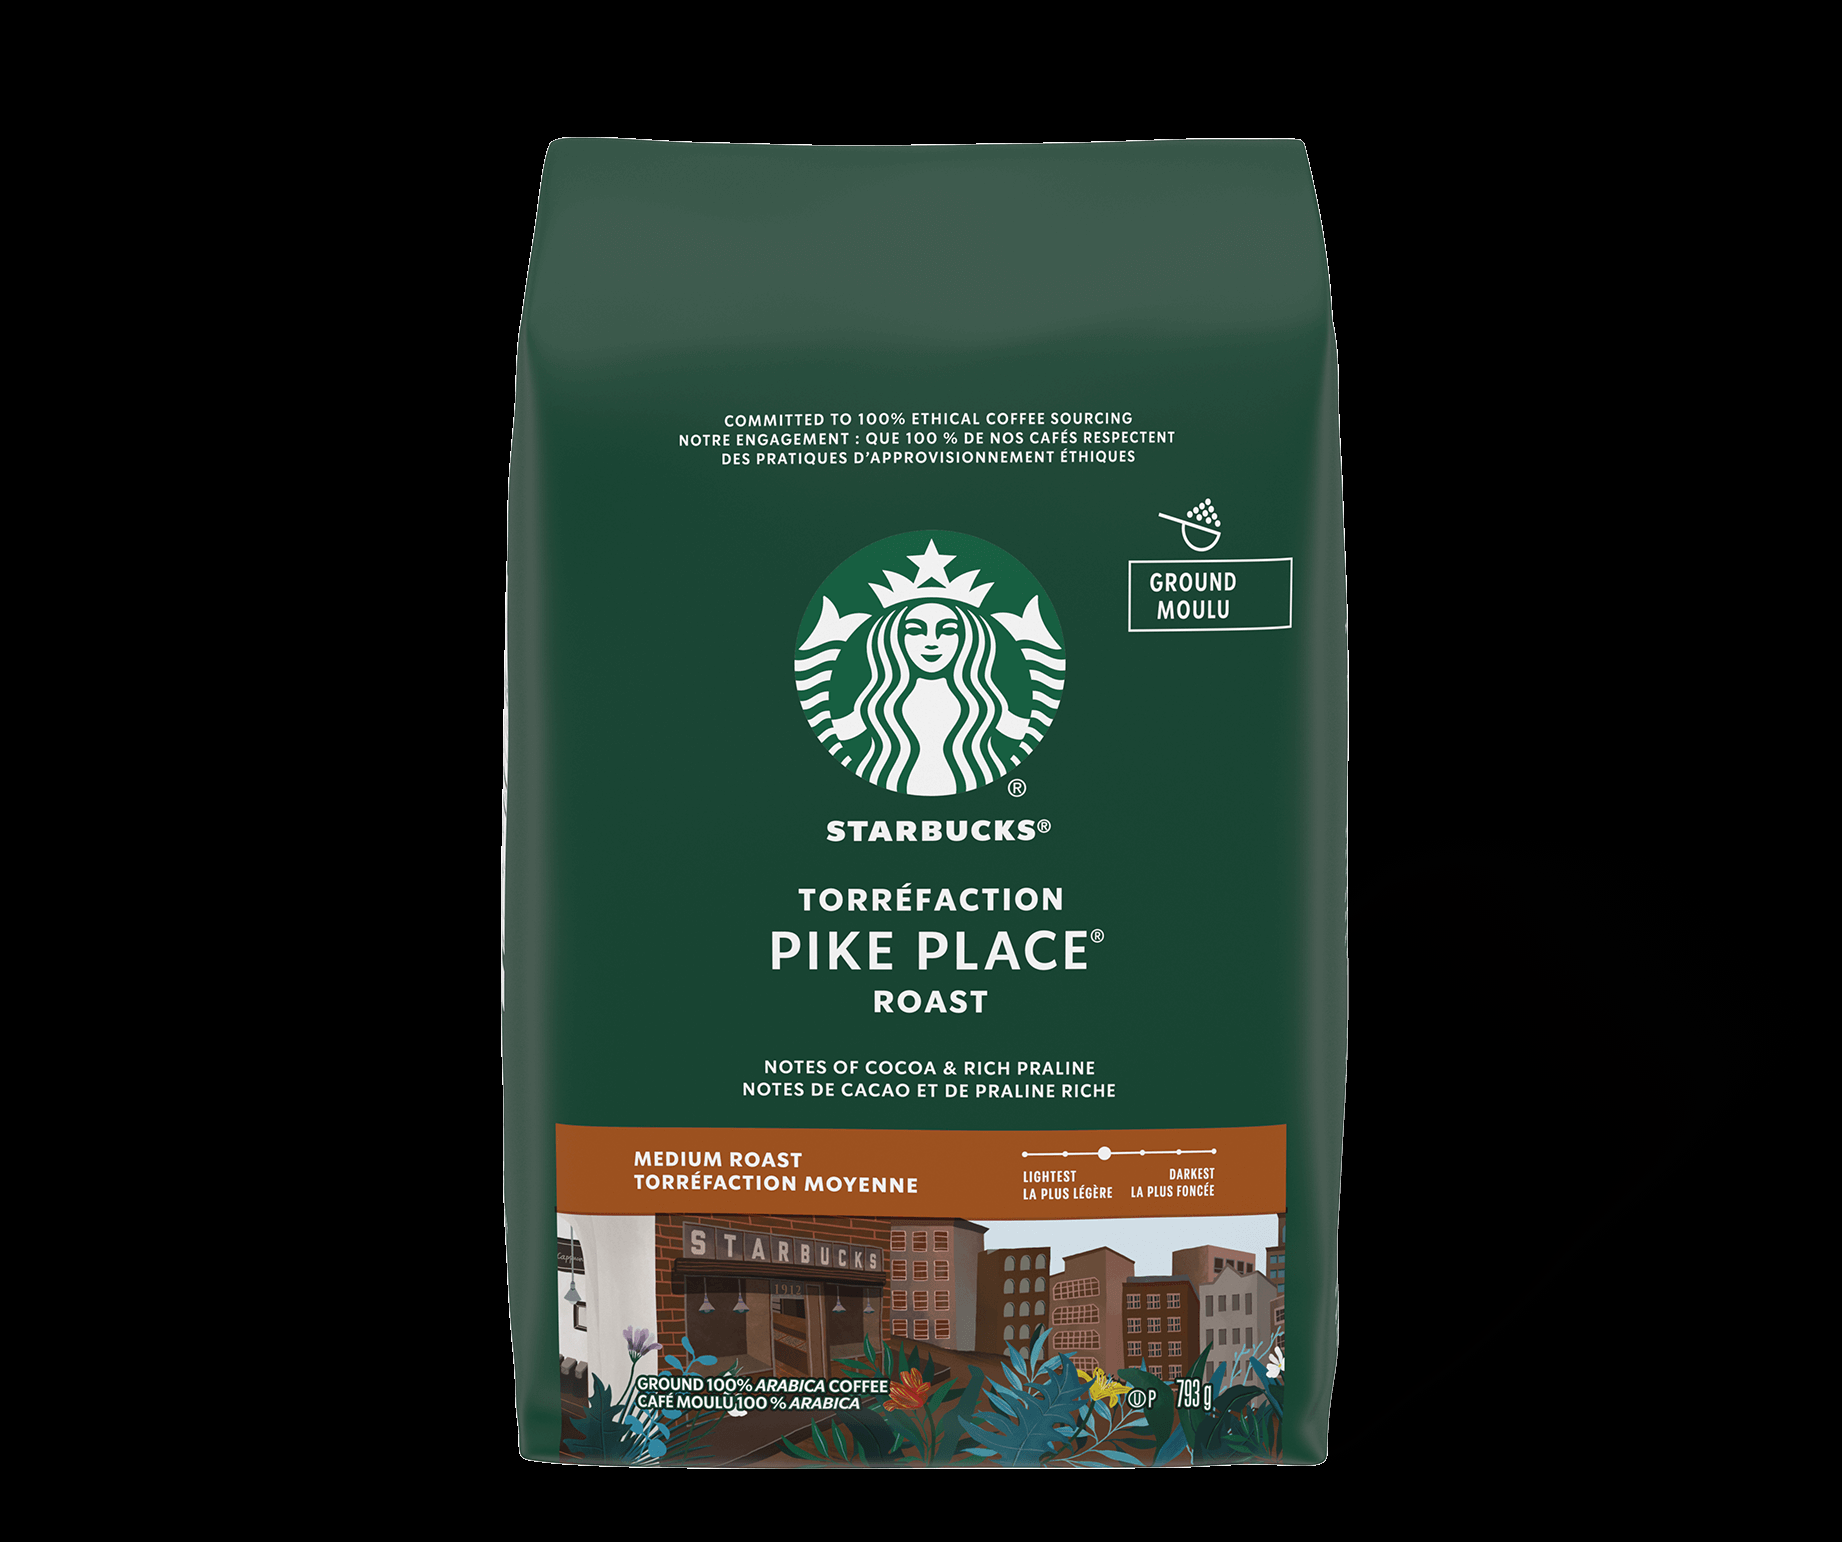 COMMITTED TO 100% ETHICAL COFFEE SOURCING
NOTRE ENGAGEMENT : QUE 100 % DE NOS CAFÉS RESPECTENT
DES PRATIQUES D'APPROVISIONNEMENT ÉTHIQUES
GROUND
MOULU
®
STARBUCKS®
TORRÉFACTION
PIKE PLACE®
ROAST
NOTES OF COCOA & RICH PRALINE
NOTES DE CACAO ET DE PRALINE RICHE
MEDIUM ROAST
TORRÉFACTION MOYENNE
LIGHTEST
LA PLUS LÉGÈRE
DARKEST
LA PLUS FONCÉE
STARBUCKS
1912
GROUND 100% ARABICA COFFEE
CAFÉ MOULU 100 % ARABICA
Ⓤ P
793 g